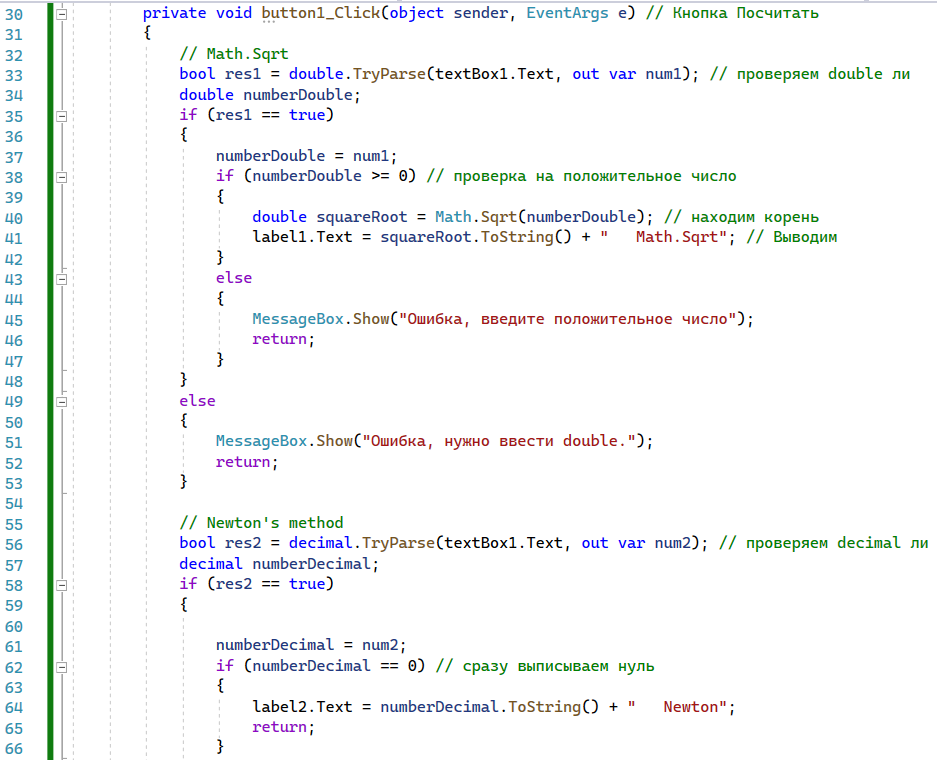 30 private void button1_Click(object sender, EventArgs e) // Кнопка Посчитать
31 {
32 // Math.Sqrt
33 bool res1 = double.TryParse(textBox1.Text, out var num1); // проверяем double ли
34 double numberDouble;
35 if (res1 == true)
36 {
37 numberDouble = num1;
38 if (numberDouble >= 0) // проверка на положительное число
39 {
40 double squareRoot = Math.Sqrt(numberDouble); // находим корень
41 label1.Text = squareRoot.ToString() + "   Math.Sqrt"; // Выводим
42 }
43 else
44 {
45 MessageBox.Show("Ошибка, введите положительное число");
46 return;
47 }
48 }
49 else
50 {
51 MessageBox.Show("Ошибка, нужно ввести double.");
52 return;
53 }
54
55 // Newton's method
56 bool res2 = decimal.TryParse(textBox1.Text, out var num2); // проверяем decimal ли
57 decimal numberDecimal;
58 if (res2 == true)
59 {
60
61 numberDecimal = num2;
62 if (numberDecimal == 0) // сразу выписываем нуль
63 {
64 label2.Text = numberDecimal.ToString() + "   Newton";
65 return;
66 }